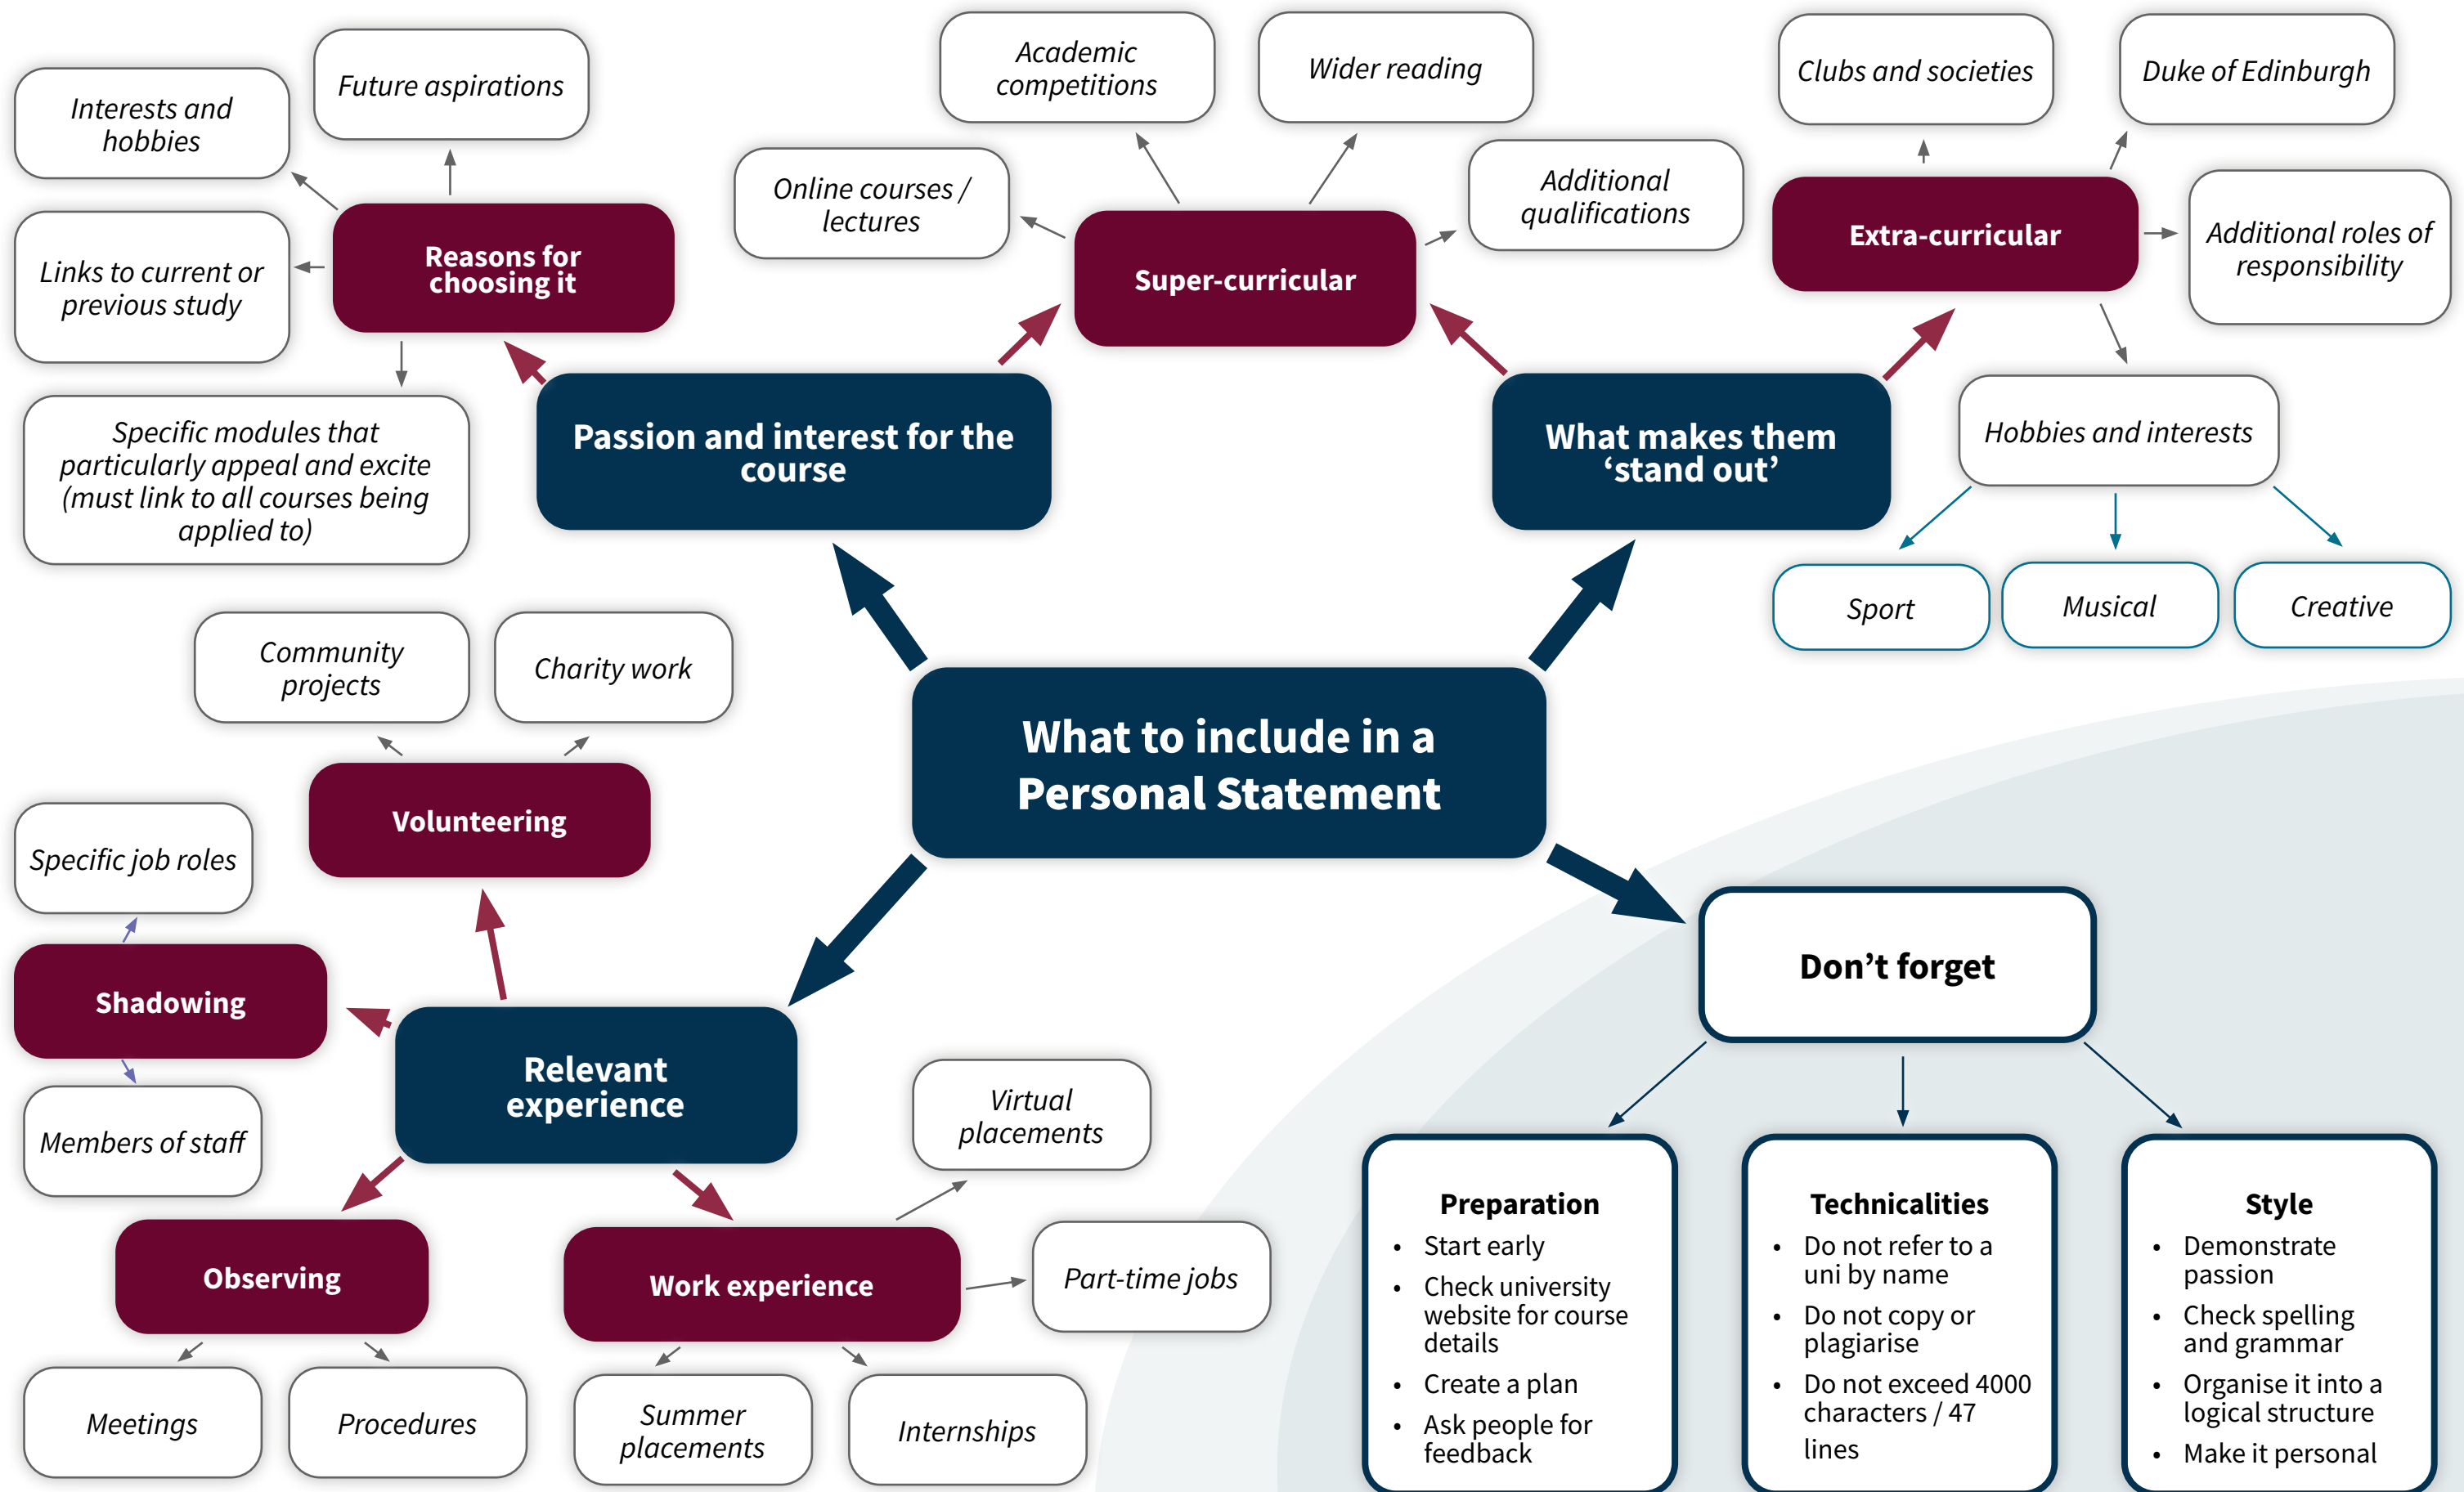 What to include in a
Personal Statement
Passion and interest for the
course
Reasons for
choosing it
Interests and
hobbies
Future aspirations
Links to current or
previous study
Specific modules that
particularly appeal and excite
(must link to all courses being
applied to)
Super-curricular
Online courses /
lectures
Academic
competitions
Wider reading
Additional
qualifications
What makes them
‘stand out’
Extra-curricular
Clubs and societies
Duke of Edinburgh
Additional roles of
responsibility
Hobbies and interests
Sport
Musical
Creative
Relevant
experience
Volunteering
Community
projects
Charity work
Shadowing
Specific job roles
Members of staff
Observing
Meetings
Procedures
Work experience
Virtual
placements
Part-time jobs
Summer
placements
Internships
Don’t forget
Preparation
• Start early
• Check university
website for course
details
• Create a plan
• Ask people for
feedback
Technicalities
• Do not refer to a
uni by name
• Do not copy or
plagiarise
• Do not exceed 4000
characters / 47
lines
Style
• Demonstrate
passion
• Check spelling
and grammar
• Organise it into a
logical structure
• Make it personal